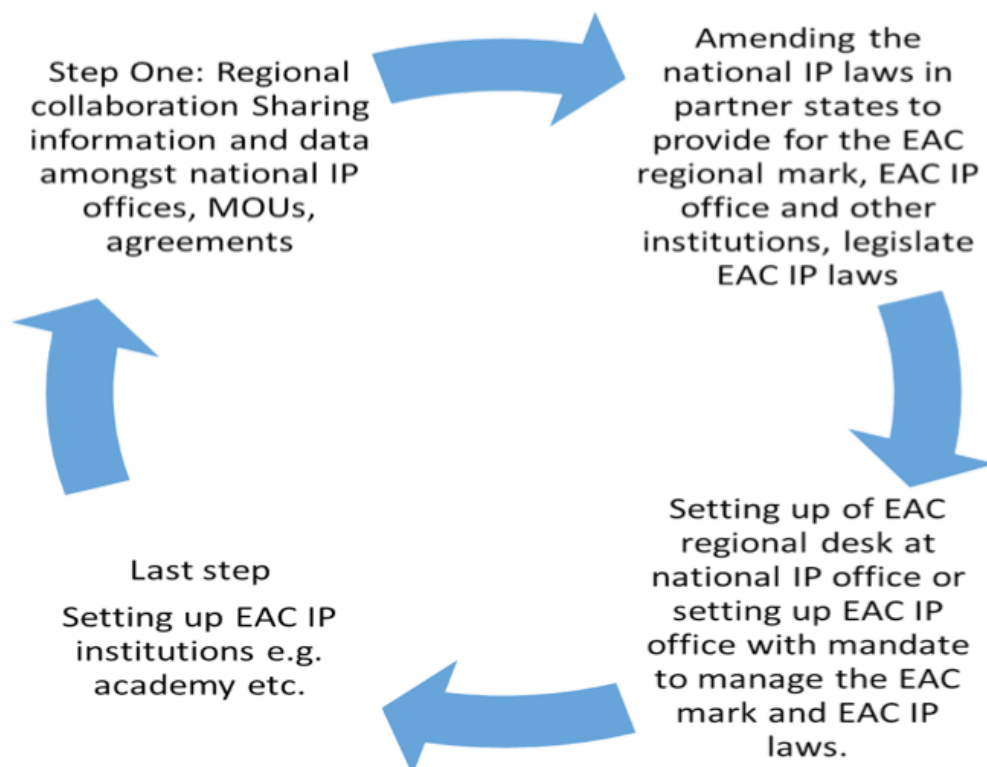 Step One: Regional
collaboration Sharing
information and data
amongst national IP
offices, MOUs,
agreements
Amending the
national IP laws in
partner states to
provide for the EAC
regional mark, EAC IP
office and other
institutions, legislate
EAC IP laws
Setting up of EAC
regional desk at
national IP office or
setting up EAC IP
office with mandate
to manage the EAC
mark and EAC IP
laws.
Last step
Setting up EAC IP
institutions e.g.
academy etc.